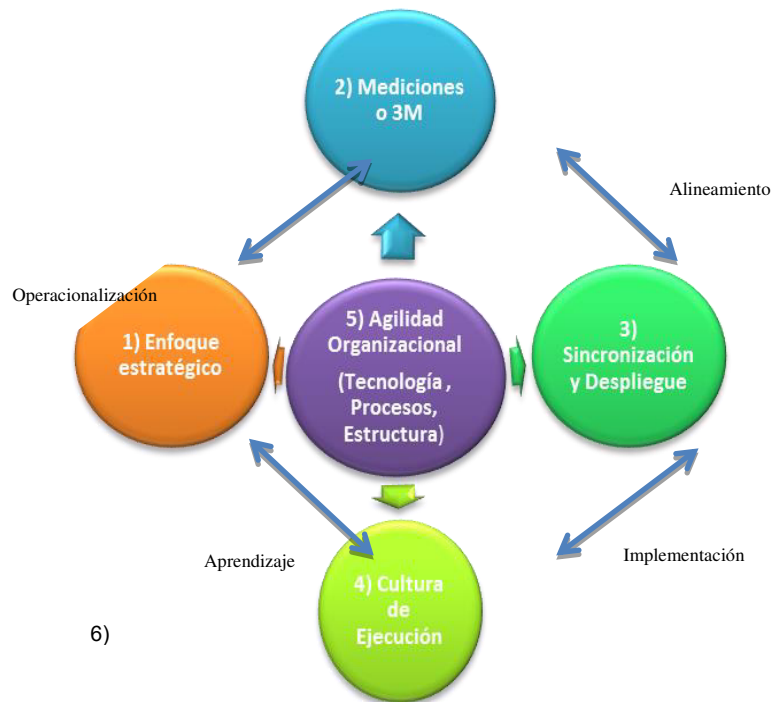 2) Mediciones
o 3M
Alineamiento
Operacionalización
1) Enfoque
estratégico
5) Agilidad
Organizacional
(Tecnología ,
Procesos,
Estructura)
3)
Sincronización
y Despliegue
Aprendizaje
Implementación
4) Cultura
de
Ejecución
6)